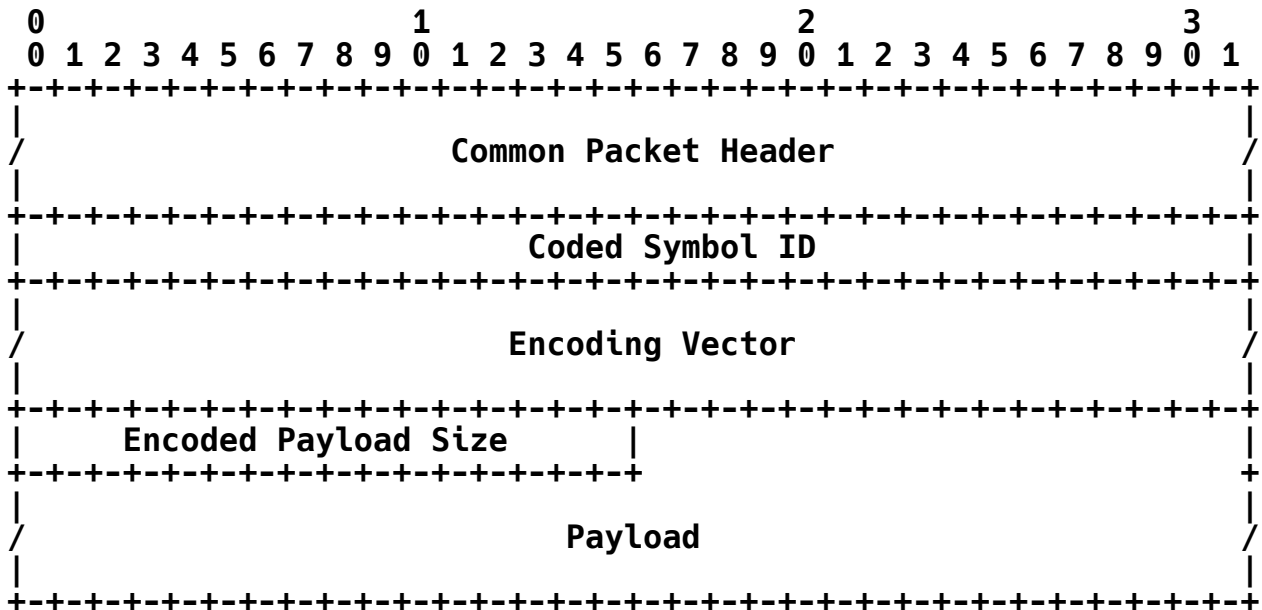 0                   1                   2                   3
 0 1 2 3 4 5 6 7 8 9 0 1 2 3 4 5 6 7 8 9 0 1 2 3 4 5 6 7 8 9 0 1
+-+-+-+-+-+-+-+-+-+-+-+-+-+-+-+-+-+-+-+-+-+-+-+-+-+-+-+-+-+-+-+-+
|                                                               |
/                      Common Packet Header                     /
|                                                               |
+-+-+-+-+-+-+-+-+-+-+-+-+-+-+-+-+-+-+-+-+-+-+-+-+-+-+-+-+-+-+-+-+
|                          Coded Symbol ID                      |
+-+-+-+-+-+-+-+-+-+-+-+-+-+-+-+-+-+-+-+-+-+-+-+-+-+-+-+-+-+-+-+-+
|                                                               |
/                         Encoding Vector                       /
|                                                               |
+-+-+-+-+-+-+-+-+-+-+-+-+-+-+-+-+-+-+-+-+-+-+-+-+-+-+-+-+-+-+-+-+
|     Encoded Payload Size      |                               |
+-+-+-+-+-+-+-+-+-+-+-+-+-+-+-+-+                               +
|                                                               |
/                            Payload                            /
|                                                               |
+-+-+-+-+-+-+-+-+-+-+-+-+-+-+-+-+-+-+-+-+-+-+-+-+-+-+-+-+-+-+-+-+